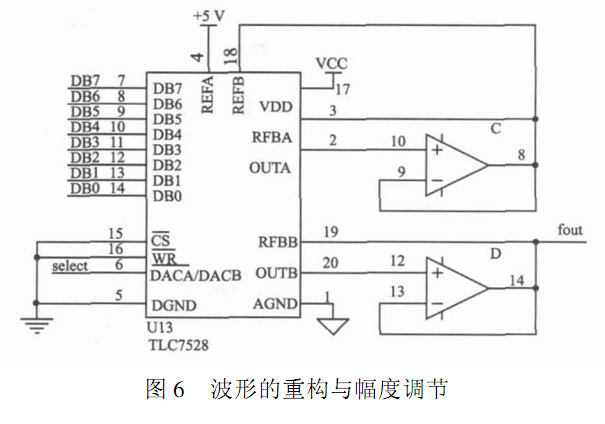 +5 V
4
18
REFA
REFB
VCC
17
DB7 7 DB7
DB6 8 DB6
DB5 9 DB5
DB4 10 DB4
DB3 11 DB3
DB2 12 DB2
DB1 13 DB1
DB0 14 DB0
VDD
3
RFBA
2
OUTA
10
+
9
−
C
8
15 CS
16 WR
select 6 DACA/DACB
5 DGND
RFBB
19
OUTB
20
AGND
1
12
+
13
−
D
14
fout
U13
TLC7528
图 6 波形的重构与幅度调节